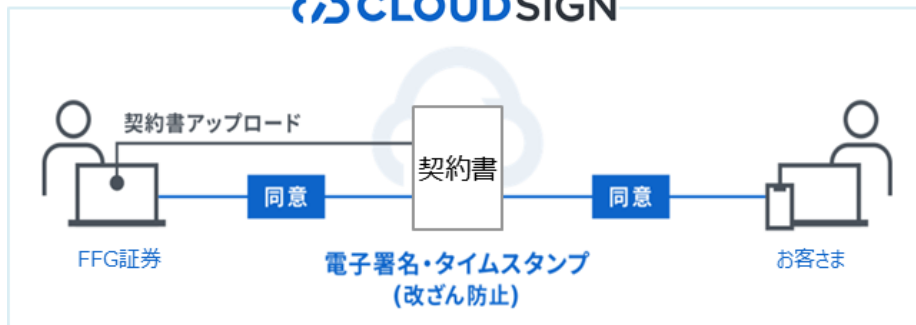 CLOUDSIGN
契約書アップロード
契約書
同意
同意
FFG証券
電子署名・タイムスタンプ
(改ざん防止)
お客さま